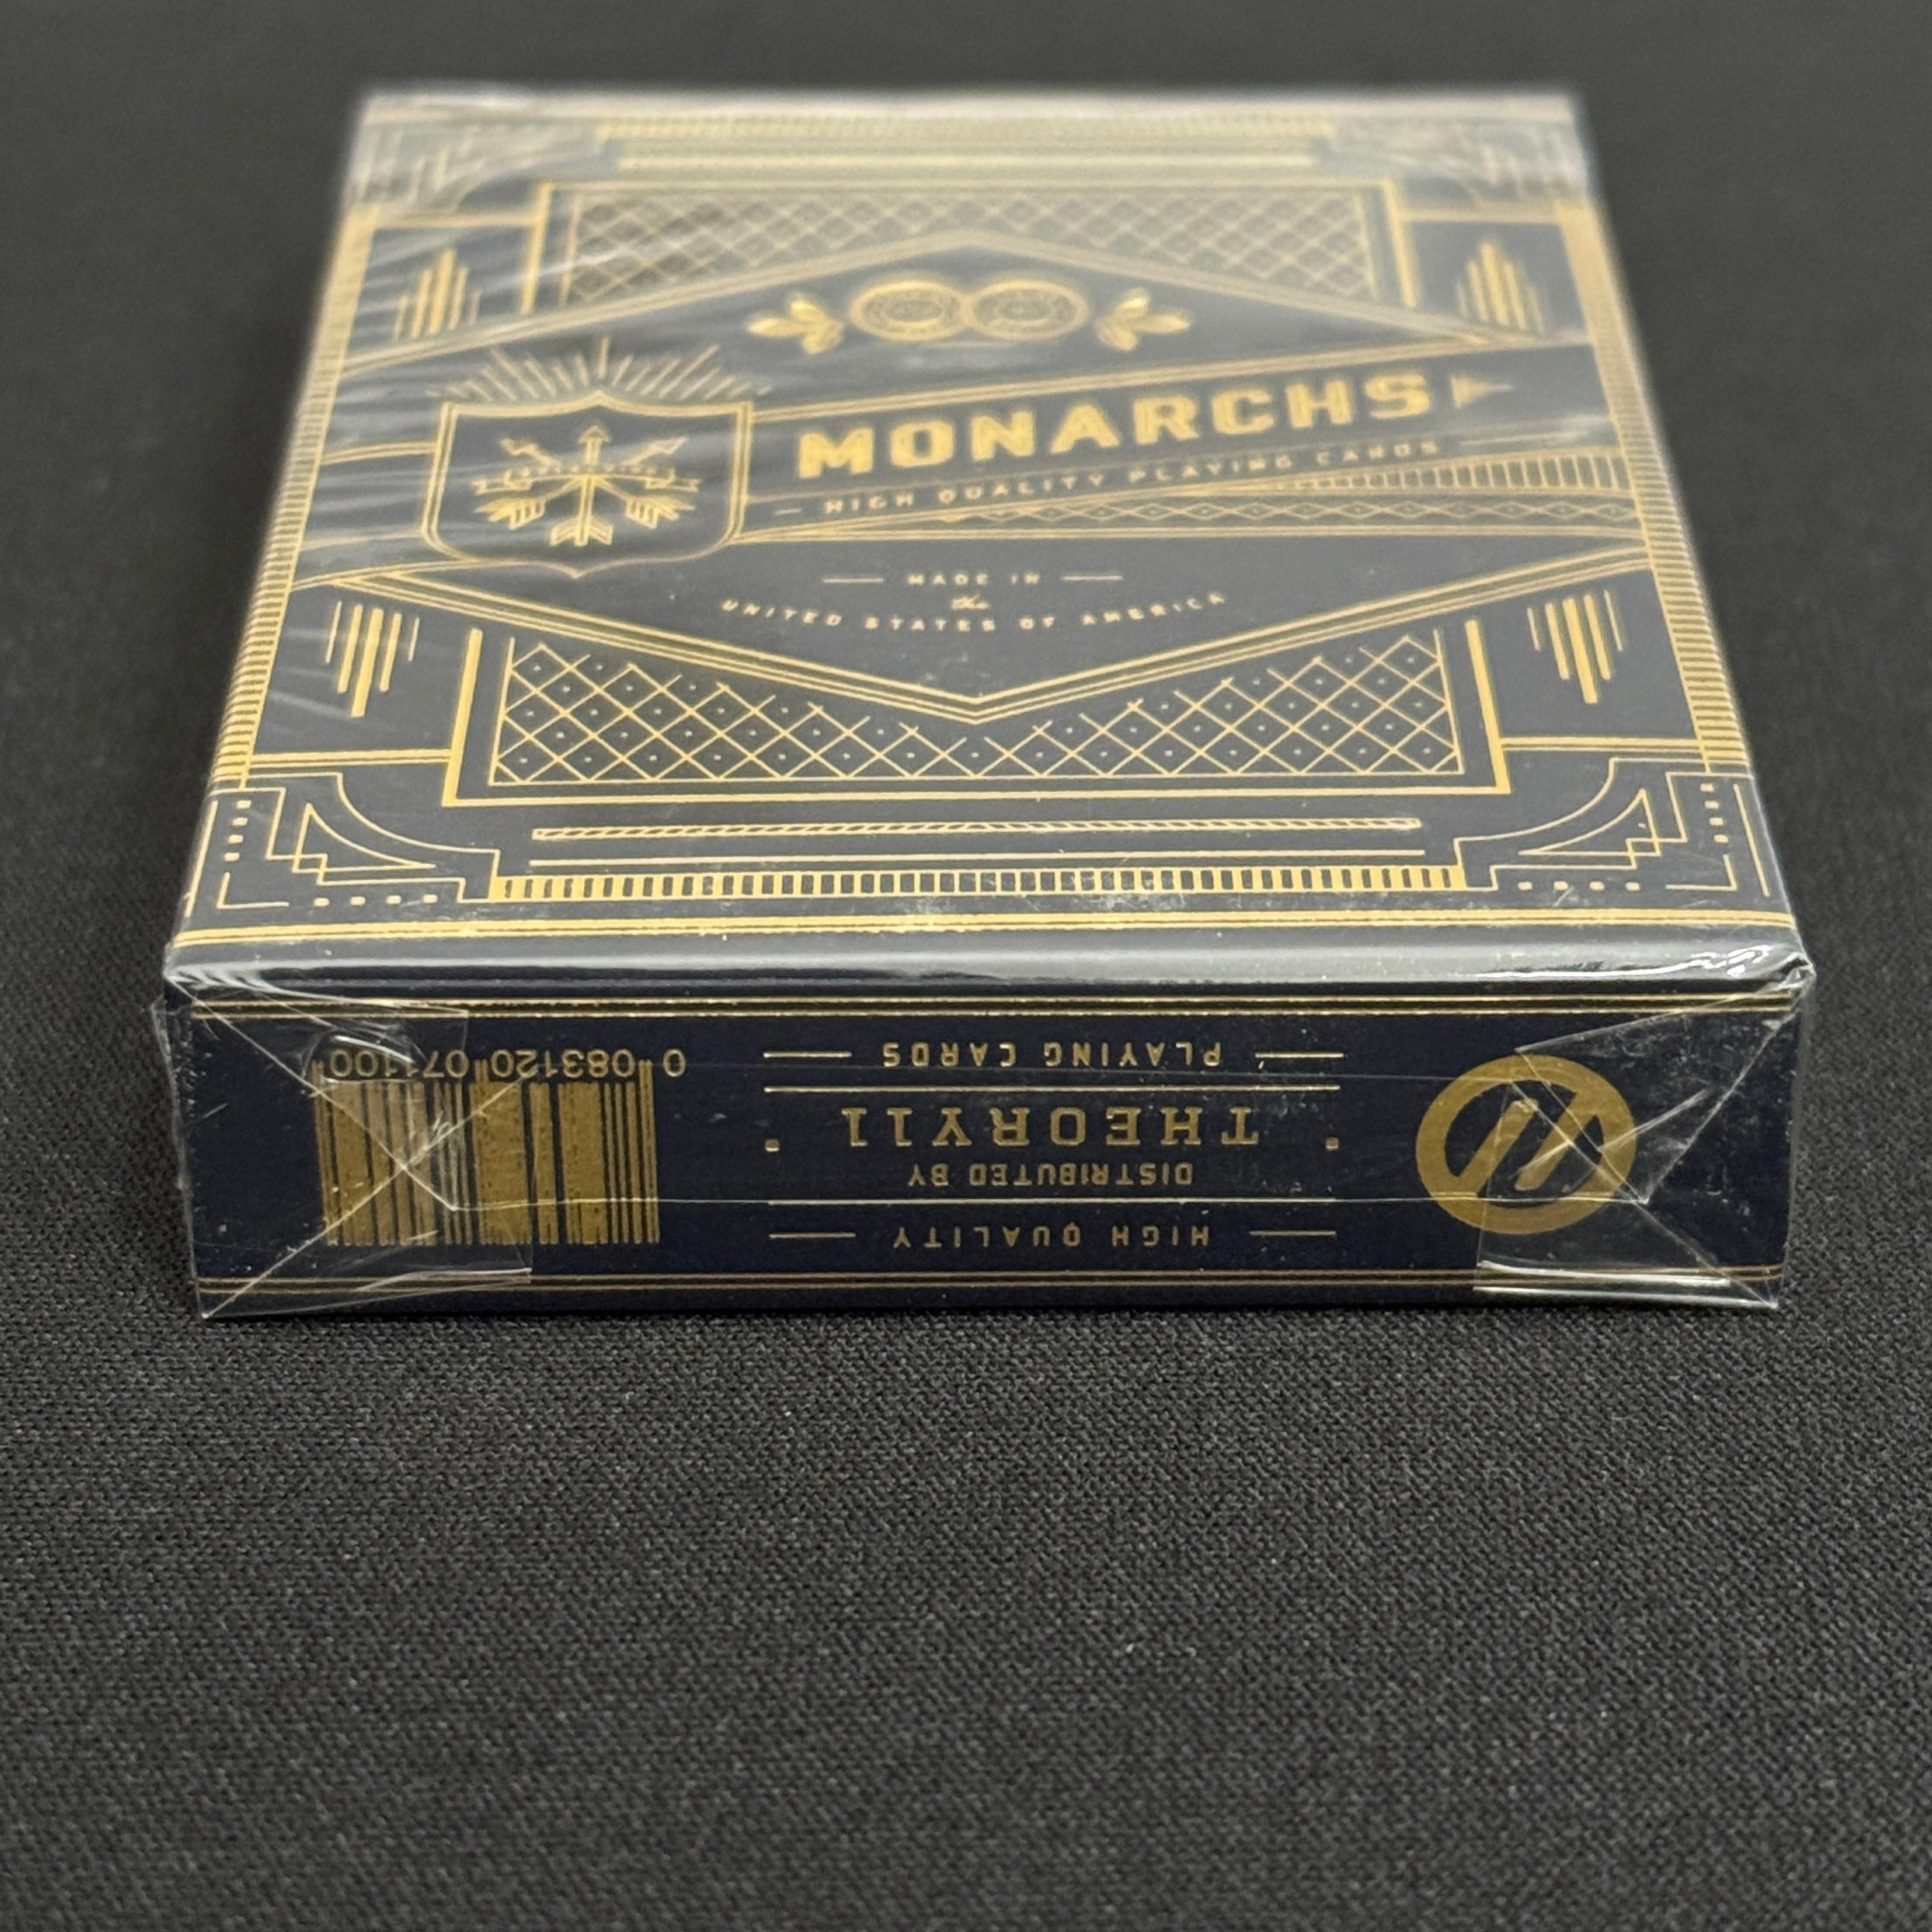 MONARCHS
HIGH QUALITY PLAYING CARDS
MADE IN
the
UNITED STATES OF AMERICA
HIGH QUALITY
DISTRIBUTED BY
THEORY11
PLAYING CARDS
0 083120 071100